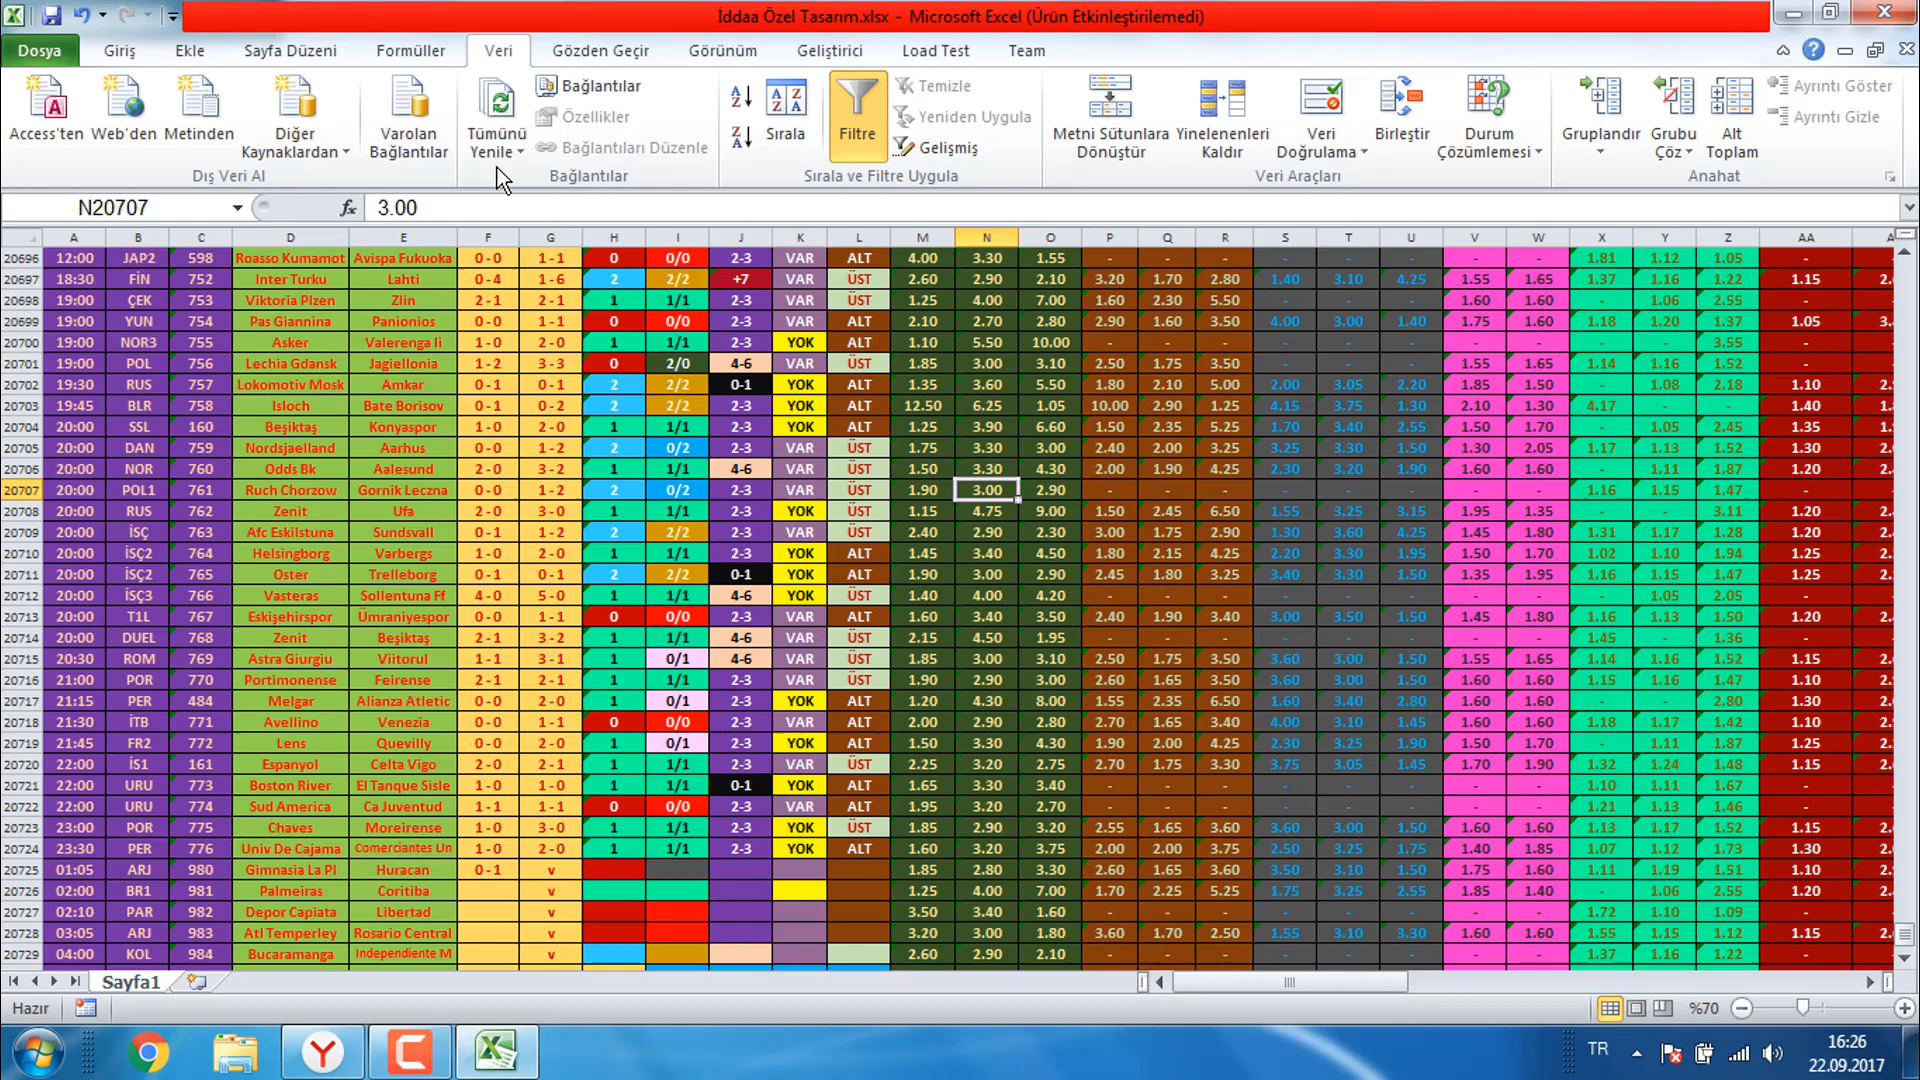 İddaa Özel Tasarım.xlsx - Microsoft Excel (Ürün Etkinleştirilemedi)
Dosya Giriş Ekle Sayfa Düzeni Formüller Veri Gözden Geçir Görünüm Geliştirici Load Test Team
Access'ten Web'den Metinden Diğer Kaynaklardan Varolan Bağlantılar Tümünü Yenile Bağlantılar Özellikler Bağlantıları Düzenle Sırala Filtre Temizle Yeniden Uygula Gelişmiş Metni Sütunlara Dönüştür Yinelenenleri Kaldır Veri Doğrulama Birleştir Durum Çözümlemesi Gruplandır Grubu Çöz Alt Toplam Ayrıntı Göster Ayrıntı Gizle
Dış Veri Al Bağlantılar Sırala ve Filtre Uygula Veri Araçları Anahat
N20707 fx 3.00
A B C D E F G H I J K L M N O P Q R S T U V W X Y Z AA
20696 12:00 JAP2 598 Roasso Kumamot Avispa Fukuoka 0 - 0 1 - 1 0 0/0 2-3 VAR ALT 4.00 3.30 1.55 - - - - - - - - 1.81 1.12 1.05 -
20697 18:30 FİN 752 Inter Turku Lahti 0 - 4 1 - 6 2 2/2 +7 VAR ÜST 2.60 2.90 2.10 3.20 1.70 2.80 1.40 3.10 4.25 1.55 1.65 1.37 1.16 1.22 1.15 2.
20698 19:00 ÇEK 753 Viktoria Plzen Zlin 2 - 1 2 - 1 1 1/1 2-3 VAR ÜST 1.25 4.00 7.00 1.60 2.30 5.50 - - - 1.60 1.60 - 1.06 2.55 - -
20699 19:00 YUN 754 Pas Giannina Panionios 0 - 0 1 - 1 0 0/0 2-3 VAR ALT 2.10 2.70 2.80 2.90 1.60 3.50 4.00 3.00 1.40 1.75 1.60 1.18 1.20 1.37 1.05 3.
20700 19:00 NOR3 755 Asker Valerenga Ii 1 - 0 2 - 0 1 1/1 2-3 YOK ALT 1.10 5.50 10.00 - - - - - - - - - - 3.55 - -
20701 19:00 POL 756 Lechia Gdansk Jagiellonia 1 - 2 3 - 3 0 2/0 4-6 VAR ÜST 1.85 3.00 3.10 2.50 1.75 3.50 - - - 1.55 1.65 1.14 1.16 1.52 - -
20702 19:30 RUS 757 Lokomotiv Mosk Amkar 0 - 1 0 - 1 2 2/2 0-1 YOK ALT 1.35 3.60 5.50 1.80 2.10 5.00 2.00 3.05 2.20 1.85 1.50 - 1.08 2.18 1.10 2.
20703 19:45 BLR 758 Isloch Bate Borisov 0 - 1 0 - 2 2 2/2 2-3 YOK ALT 12.50 6.25 1.05 10.00 2.90 1.25 4.15 3.75 1.30 2.10 1.30 4.17 - - 1.40 1.
20704 20:00 SSL 160 Beşiktaş Konyaspor 1 - 0 2 - 0 1 1/1 2-3 YOK ALT 1.25 3.90 6.60 1.50 2.35 5.25 1.70 3.40 2.55 1.50 1.70 - 1.05 2.45 1.35 1.
20705 20:00 DAN 759 Nordsjaelland Aarhus 0 - 0 1 - 2 2 0/2 2-3 VAR ÜST 1.75 3.30 3.00 2.40 2.00 3.00 3.25 3.30 1.50 1.30 2.05 1.17 1.13 1.52 1.30 2.
20706 20:00 NOR 760 Odds Bk Aalesund 2 - 0 3 - 2 1 1/1 4-6 VAR ÜST 1.50 3.30 4.30 2.00 1.90 4.25 2.30 3.20 1.90 1.60 1.60 - 1.11 1.87 1.20 2.
20707 20:00 POL1 761 Ruch Chorzow Gornik Leczna 0 - 0 1 - 2 2 0/2 2-3 VAR ÜST 1.90 3.00 2.90 - - - - - - - - 1.16 1.15 1.47 - -
20708 20:00 RUS 762 Zenit Ufa 2 - 0 3 - 0 1 1/1 2-3 YOK ÜST 1.15 4.75 9.00 1.50 2.45 6.50 1.55 3.25 3.15 1.95 1.35 - - 3.11 1.20 2.
20709 20:00 İSÇ 763 Afc Eskilstuna Sundsvall 0 - 1 1 - 2 2 2/2 2-3 VAR ÜST 2.40 2.90 2.30 3.00 1.75 2.90 1.30 3.60 4.25 1.45 1.80 1.31 1.17 1.28 1.20 2.
20710 20:00 İSÇ2 764 Helsingborg Varbergs 1 - 0 2 - 0 1 1/1 2-3 YOK ALT 1.45 3.40 4.50 1.80 2.15 4.25 2.20 3.30 1.95 1.50 1.70 1.02 1.10 1.94 1.25 2.
20711 20:00 İSÇ2 765 Oster Trelleborg 0 - 1 0 - 1 2 2/2 0-1 YOK ALT 1.90 3.00 2.90 2.45 1.80 3.25 3.40 3.30 1.50 1.35 1.95 1.16 1.15 1.47 1.25 2.
20712 20:00 İSÇ3 766 Vasteras Sollentuna Ff 4 - 0 5 - 0 1 1/1 4-6 YOK ÜST 1.40 4.00 4.20 - - - - - - - - - 1.05 2.05 - -
20713 20:00 T1L 767 Eskişehirspor Ümraniyespor 0 - 0 1 - 1 0 0/0 2-3 VAR ALT 1.60 3.40 3.50 2.40 1.90 3.40 3.00 3.50 1.50 1.45 1.80 1.16 1.13 1.50 1.20 2.
20714 20:00 DUEL 768 Zenit Beşiktaş 2 - 1 3 - 2 1 1/1 4-6 VAR ÜST 2.15 4.50 1.95 - - - - - - - - 1.45 - 1.36 - -
20715 20:30 ROM 769 Astra Giurgiu Viitorul 1 - 1 3 - 1 1 0/1 4-6 VAR ÜST 1.85 3.00 3.10 2.50 1.75 3.50 3.60 3.00 1.50 1.55 1.65 1.14 1.16 1.52 1.15 2.
20716 21:00 POR 770 Portimonense Feirense 2 - 1 2 - 1 1 1/1 2-3 VAR ÜST 1.90 2.90 3.00 2.60 1.65 3.50 3.60 3.00 1.50 1.60 1.60 1.15 1.16 1.47 1.10 2.
20717 21:15 PER 484 Melgar Alianza Atletic 0 - 0 2 - 0 1 0/1 2-3 YOK ALT 1.20 4.30 8.00 1.55 2.35 6.50 1.60 3.40 2.80 1.60 1.60 - - 2.80 1.30 2.
20718 21:30 İTB 771 Avellino Venezia 0 - 0 1 - 1 0 0/0 2-3 VAR ALT 2.00 2.90 2.80 2.70 1.65 3.40 4.00 3.10 1.45 1.60 1.60 1.18 1.17 1.42 1.10 2.
20719 21:45 FR2 772 Lens Quevilly 0 - 0 2 - 0 1 0/1 2-3 YOK ALT 1.50 3.30 4.30 1.90 2.00 4.25 2.30 3.25 1.90 1.50 1.70 - 1.11 1.87 1.25 2.
20720 22:00 İS1 161 Espanyol Celta Vigo 2 - 0 2 - 1 1 1/1 2-3 VAR ÜST 2.25 3.20 2.75 2.70 1.75 3.30 3.75 3.05 1.45 1.70 1.90 1.32 1.24 1.48 1.15 2.
20721 22:00 URU 773 Boston River El Tanque Sisle 1 - 0 1 - 0 1 1/1 0-1 YOK ALT 1.65 3.30 3.40 - - - - - - - - 1.10 1.11 1.67 - -
20722 22:00 URU 774 Sud America Ca Juventud 1 - 1 1 - 1 0 0/0 2-3 VAR ALT 1.95 3.20 2.70 - - - - - - - - 1.21 1.13 1.46 - -
20723 23:00 POR 775 Chaves Moreirense 1 - 0 3 - 0 1 1/1 2-3 YOK ÜST 1.85 2.90 3.20 2.55 1.65 3.60 3.60 3.00 1.50 1.60 1.60 1.13 1.17 1.52 1.15 2.
20724 23:30 PER 776 Univ De Cajama Comerciantes Un 1 - 0 2 - 0 1 1/1 2-3 YOK ALT 1.60 3.20 3.75 2.00 2.00 3.75 2.50 3.25 1.75 1.40 1.85 1.07 1.12 1.73 1.30 2.
20725 01:05 ARJ 980 Gimnasia La Pl Huracan 0 - 1 v 1.85 2.80 3.30 2.60 1.65 3.60 3.50 3.10 1.50 1.75 1.60 1.11 1.19 1.51 1.10 2.
20726 02:00 BR1 981 Palmeiras Coritiba v 1.25 4.00 7.00 1.70 2.25 5.25 1.75 3.25 2.55 1.85 1.40 - 1.06 2.55 1.20 2.
20727 02:10 PAR 982 Depor Capiata Libertad v 3.50 3.40 1.60 - - - - - - - - 1.72 1.10 1.09 - -
20728 03:05 ARJ 983 Atl Temperley Rosario Central v 3.20 3.00 1.80 3.60 1.70 2.50 1.55 3.10 3.30 1.60 1.60 1.55 1.15 1.12 1.15 2.
20729 04:00 KOL 984 Bucaramanga Independiente M v 2.60 2.90 2.10 - - - - - - - - 1.37 1.16 1.22 - -
Sayfa1
Hazır %70
TR 16:26
22.09.2017